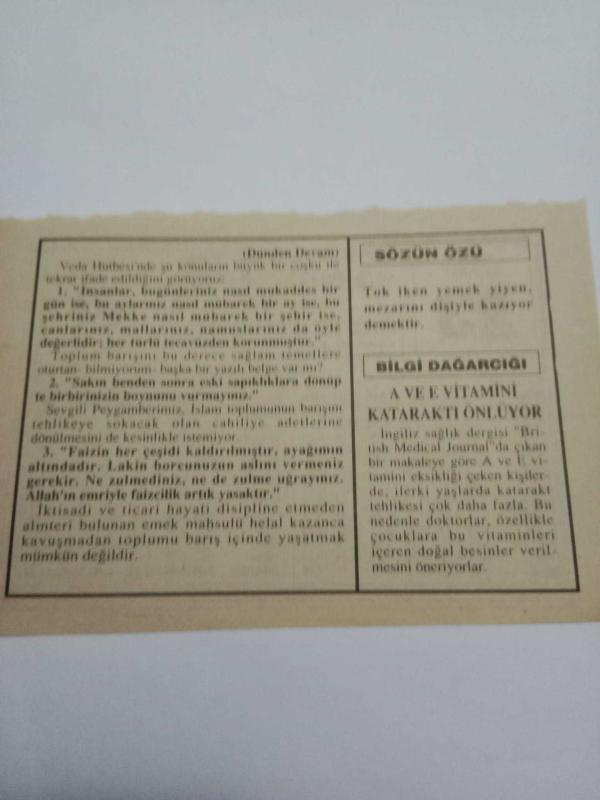 (Dünden Devam)
Veda Hutbesi'nde şu konuların büyük bir coşku ile
tekrar ifade edildiğini görüyoruz:
1. "İnsanlar, bugünleriniz nasıl mukaddes bir
gün ise, bu aylarınız nasıl mübarek bir ay ise, bu
şehriniz Mekke nasıl mübarek bir şehir ise,
canlarınız, mallarınız, namuslarınız da öyle
değerlidir; her türlü tecavüzden korunmuştur."
Toplum barışını bu derece sağlam temellere
oturtan- bilmiyorum- başka bir yazılı belge var mı?
2. "Sakın benden sonra eski sapıklıklara dönüp
te birbirinizin boynunu vurmayınız."
Sevgili Peygamberimiz, İslam toplumunun barışını
tehlikeye sokacak olan cahiliye adetlerine
dönülmesini de kesinlikle istemiyor.
3. "Faizin her çeşidi kaldırılmıştır, ayağımın
altındadır. Lakin borcunuzun aslını vermeniz
gerekir. Ne zulmediniz, ne de zulme uğrayınız.
Allah'ın emriyle faizcilik artık yasaktır."
İktisadi ve ticari hayatı disipline etmeden
alınteri bulunan emek mahsulü helal kazanca
kavuşmadan toplumu barış içinde yaşatmak
mümkün değildir.
SÖZÜN ÖZÜ
Tok iken yemek yiyen,
mezarını dişiyle kazıyor
demektir.
BİLGİ DAĞARCIĞI
A VE E VİTAMİNİ
KATARAKTI ÖNLÜYOR
İngiliz sağlık dergisi "Bri-
tish Medical Journal"da çıkan
bir makaleye göre A ve E vi-
tamini eksikliği çeken kişiler-
de, ilerki yaşlarda katarakt
tehlikesi çok daha fazla. Bu
nedenle doktorlar, özellikle
çocuklara bu vitaminleri
içeren doğal besinler veril-
mesini öneriyorlar.